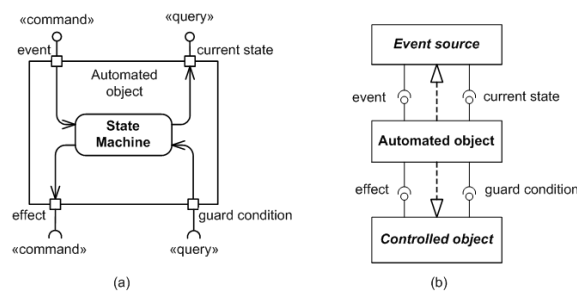 «command»
«query»
event
current state
Automated
object
State
Machine
effect
guard condition
«command»
«query»
(a)
Event source
event
current state
Automated object
effect
guard condition
Controlled object
(b)